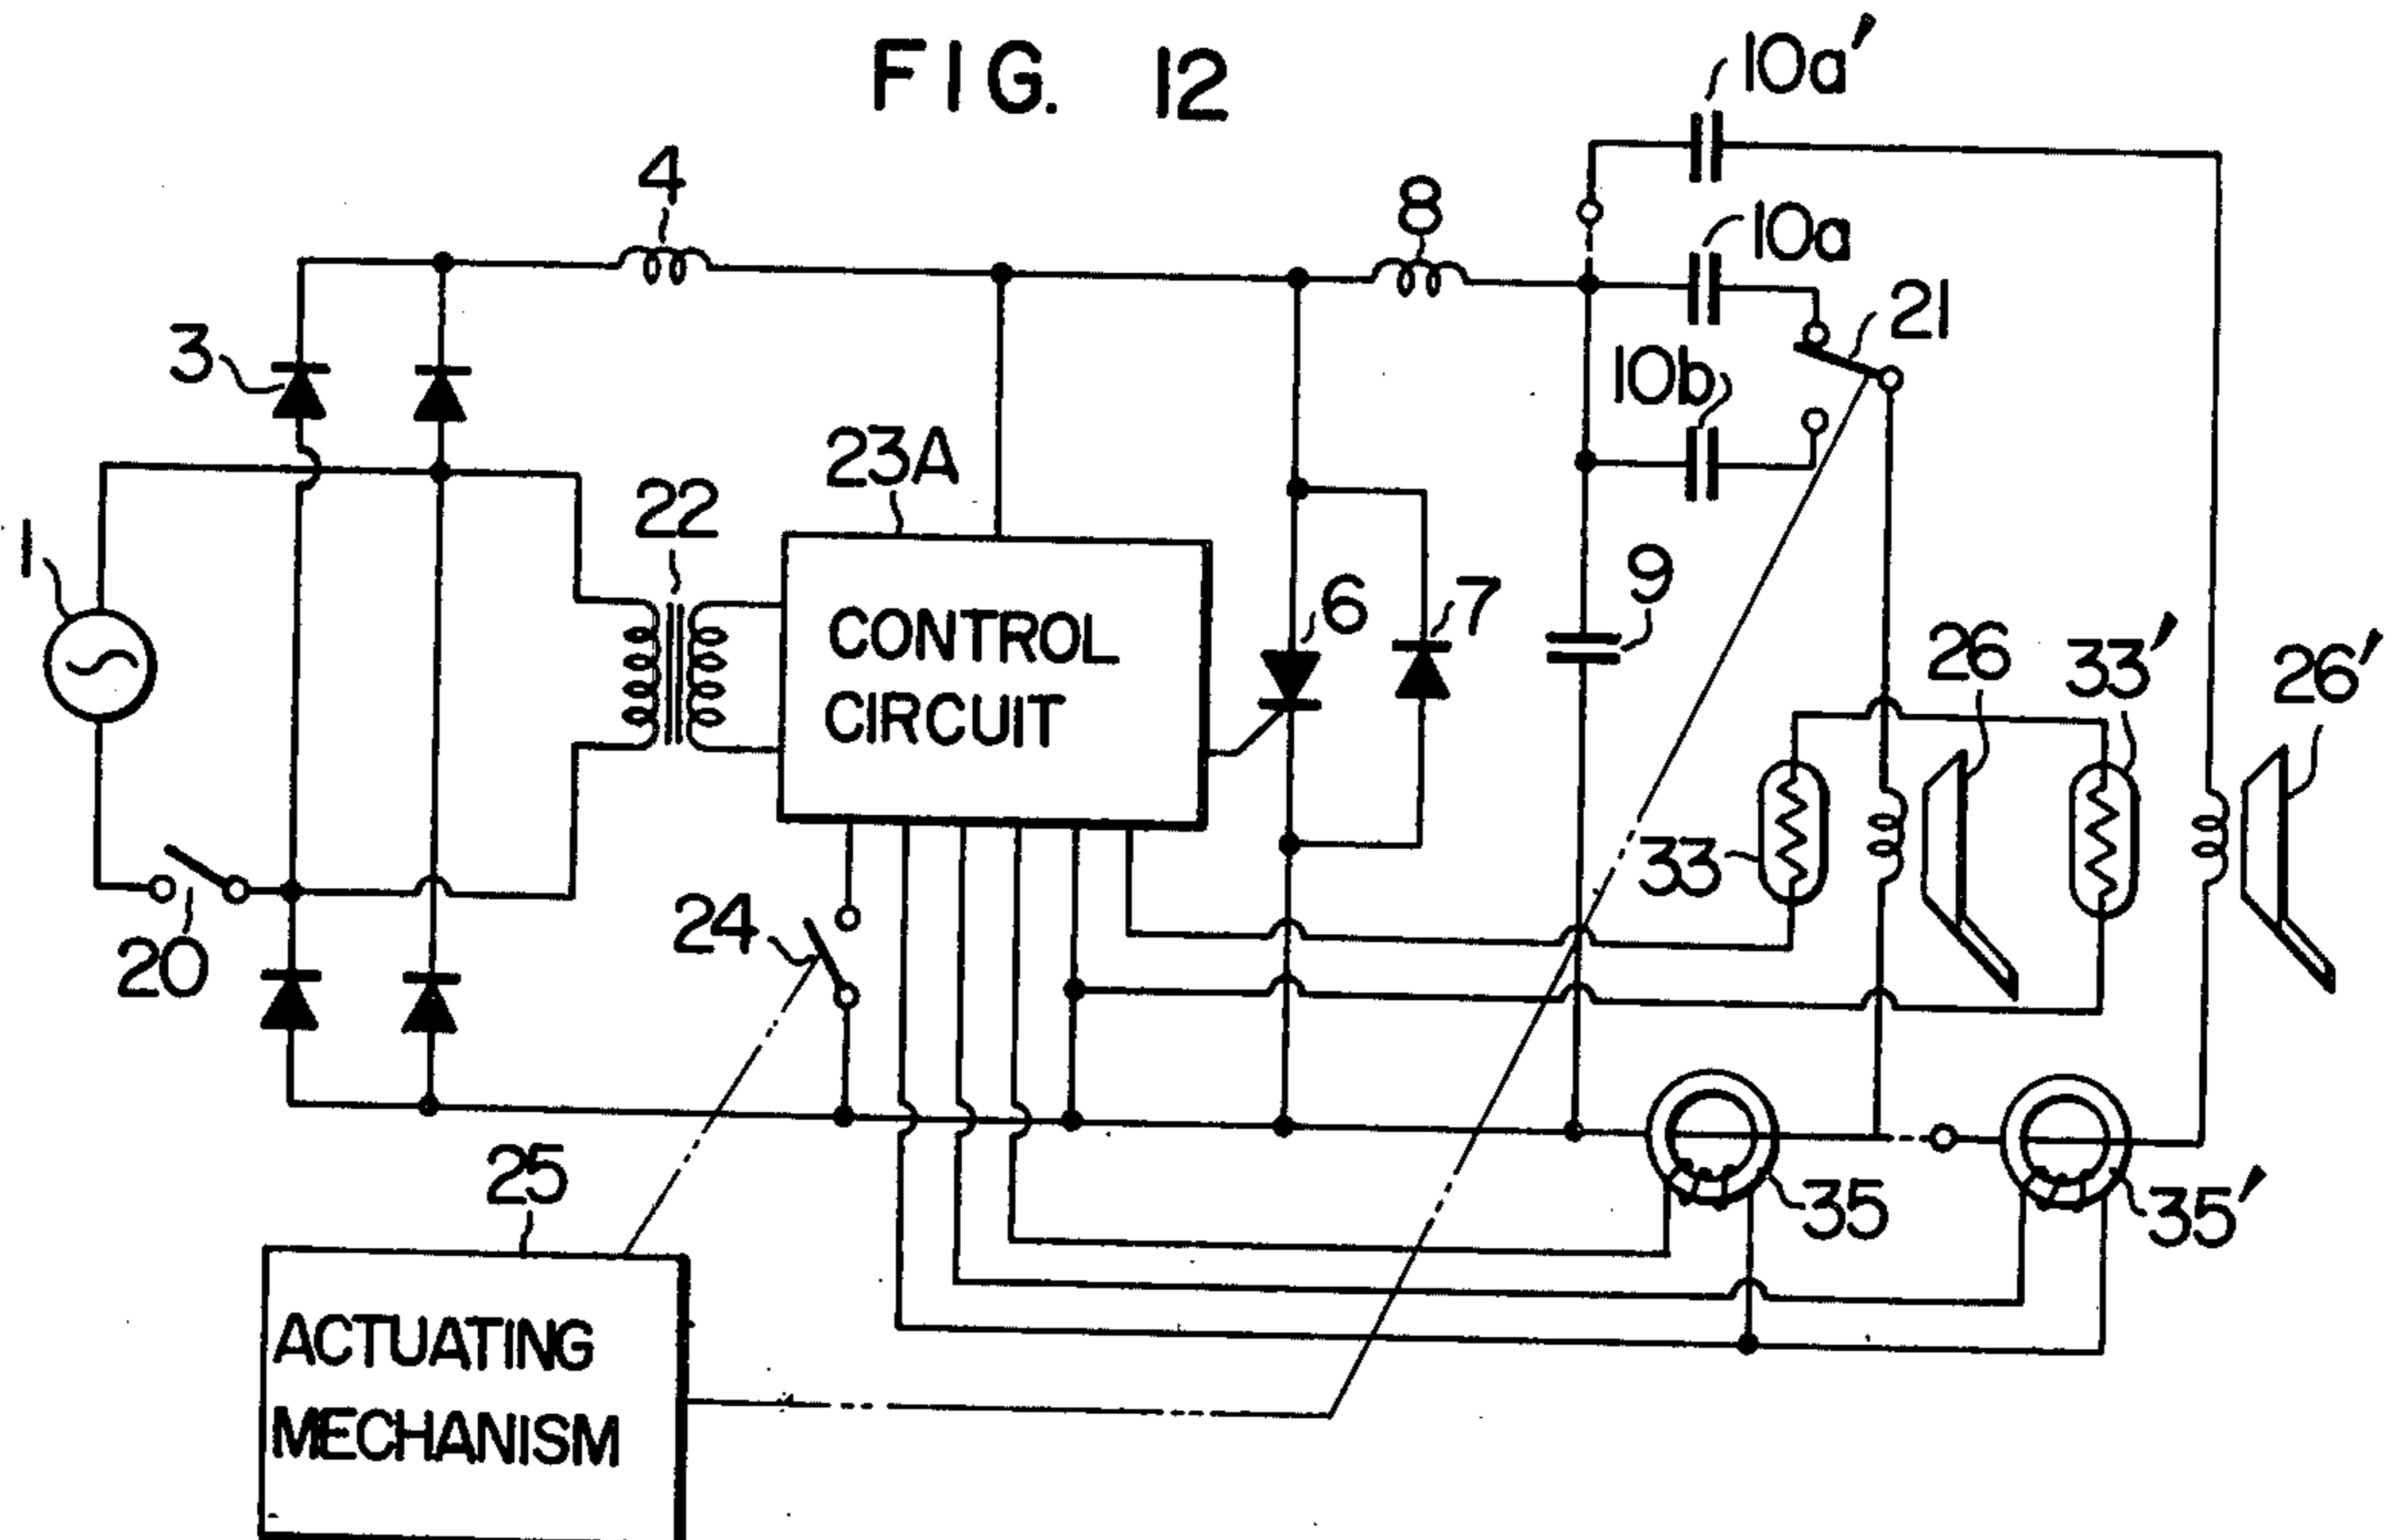 FIG. 12
10a'
4
8
10a
21
3
10b
23A
22
1
9
6
7
26
33'
26'
CONTROL
CIRCUIT
33
24
20
25
35
35'
ACTUATING
MECHANISM